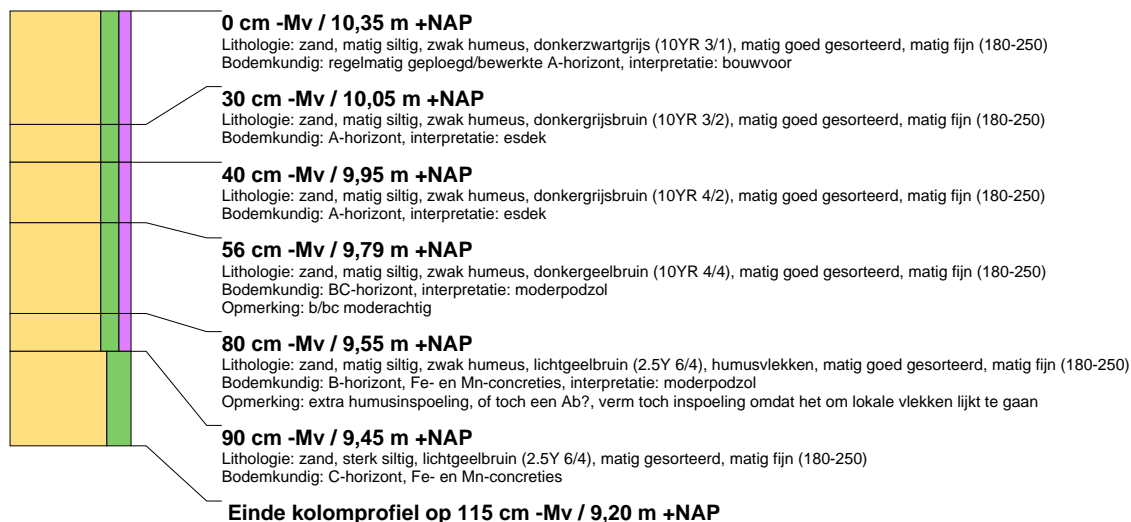 0 cm -Mv / 10,35 m +NAP
Lithologie: zand, matig siltig, zwak humeus, donkerzwartgrijs (10YR 3/1), matig goed gesorteerd, matig fijn (180-250)
Bodemkundig: regelmatig geploegd/bewerkte A-horizont, interpretatie: bouwvoor
30 cm -Mv / 10,05 m +NAP
Lithologie: zand, matig siltig, zwak humeus, donkergrijsbruin (10YR 3/2), matig goed gesorteerd, matig fijn (180-250)
Bodemkundig: A-horizont, interpretatie: esdek
40 cm -Mv / 9,95 m +NAP
Lithologie: zand, matig siltig, zwak humeus, donkergrijsbruin (10YR 4/2), matig goed gesorteerd, matig fijn (180-250)
Bodemkundig: A-horizont, interpretatie: esdek
56 cm -Mv / 9,79 m +NAP
Lithologie: zand, matig siltig, zwak humeus, donkergeelbruin (10YR 4/4), matig goed gesorteerd, matig fijn (180-250)
Bodemkundig: BC-horizont, interpretatie: moderpodzol
Opmerking: b/bc moderachtig
80 cm -Mv / 9,55 m +NAP
Lithologie: zand, matig siltig, zwak humeus, lichtgeelbruin (2.5Y 6/4), humusvlekken, matig goed gesorteerd, matig fijn (180-250)
Bodemkundig: B-horizont, Fe- en Mn-concreties, interpretatie: moderpodzol
Opmerking: extra humusinspoeling, of toch een Ab?, verm toch inspoeling omdat het om lokale vlekken lijkt te gaan
90 cm -Mv / 9,45 m +NAP
Lithologie: zand, sterk siltig, lichtgeelbruin (2.5Y 6/4), matig gesorteerd, matig fijn (180-250)
Bodemkundig: C-horizont, Fe- en Mn-concreties
Einde kolomprofiel op 115 cm -Mv / 9,20 m +NAP